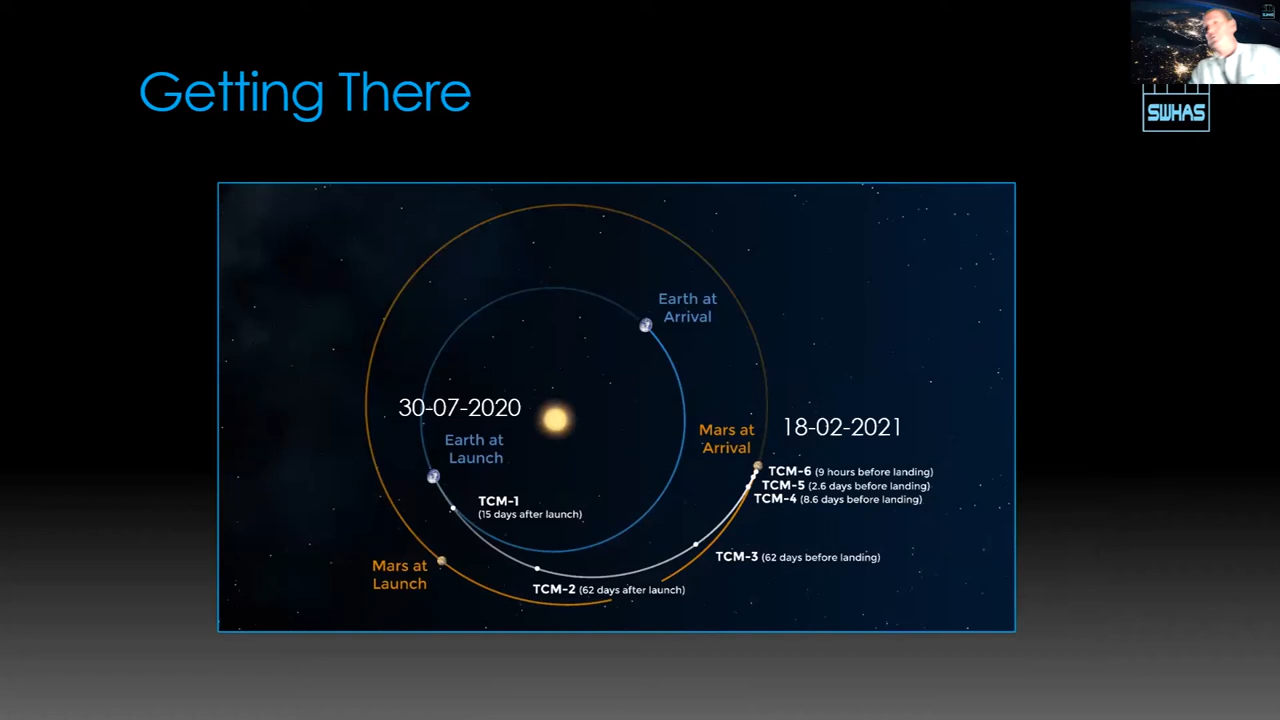 Getting There
SWHAS
Earth at
Arrival
30-07-2020
Earth at
Launch
Mars at
Arrival
18-02-2021
TCM-6 (9 hours before landing)
TCM-5 (2.6 days before landing)
TCM-4 (8.6 days before landing)
TCM-1
(15 days after launch)
TCM-3 (62 days before landing)
Mars at
Launch
TCM-2 (62 days after launch)